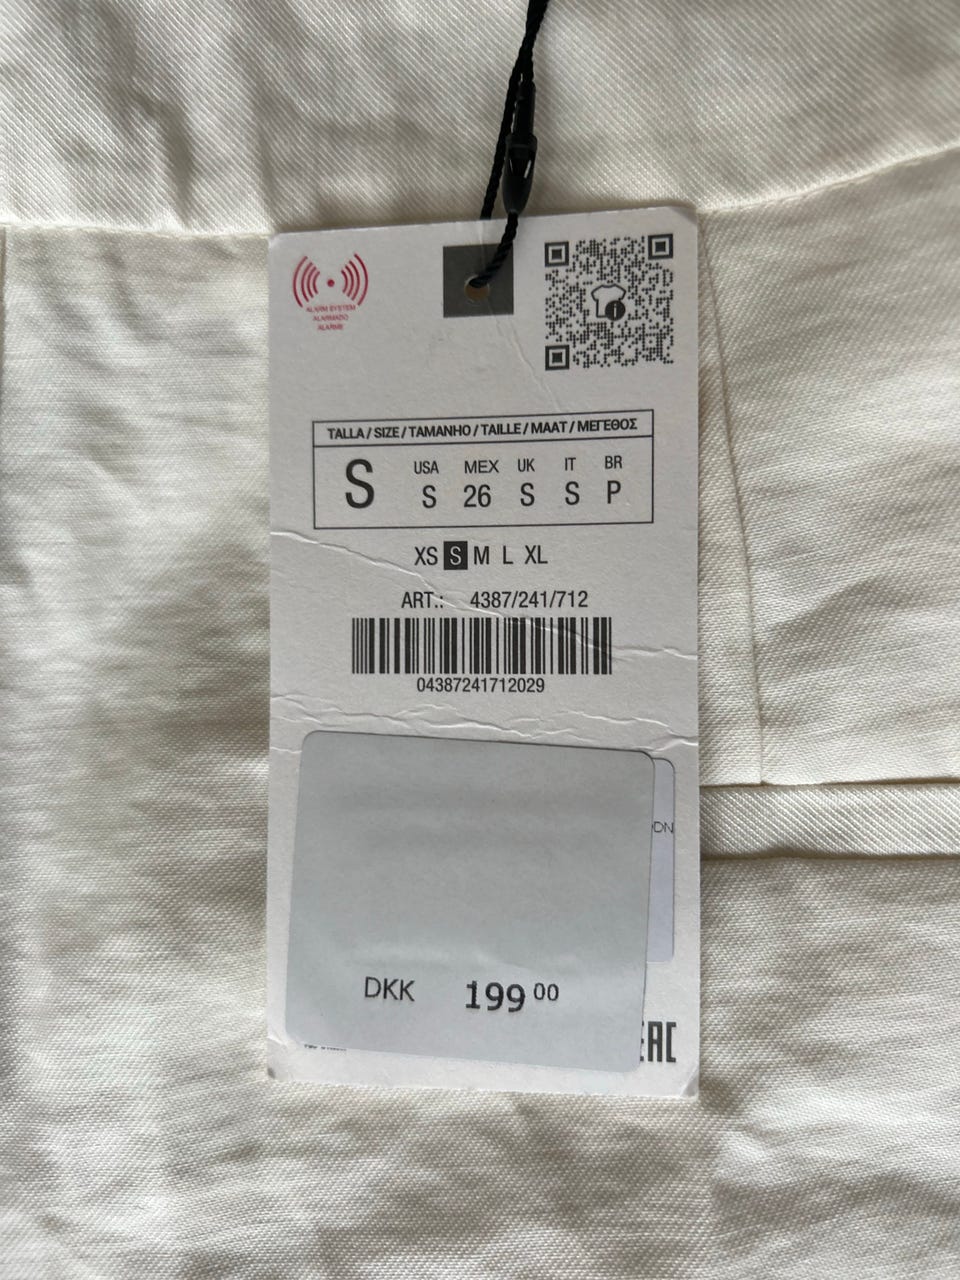 ALARM SYSTEM
ALARMADO
ALARME
TALLA / SIZE / TAMANHO / TAILLE / MAAT / ΜΕΓΕΘΟΣ
S USA MEX UK IT BR
S 26 S S P
XS S M L XL
ART.: 4387/241/712
04387241712029
DKK 199 00
EAC